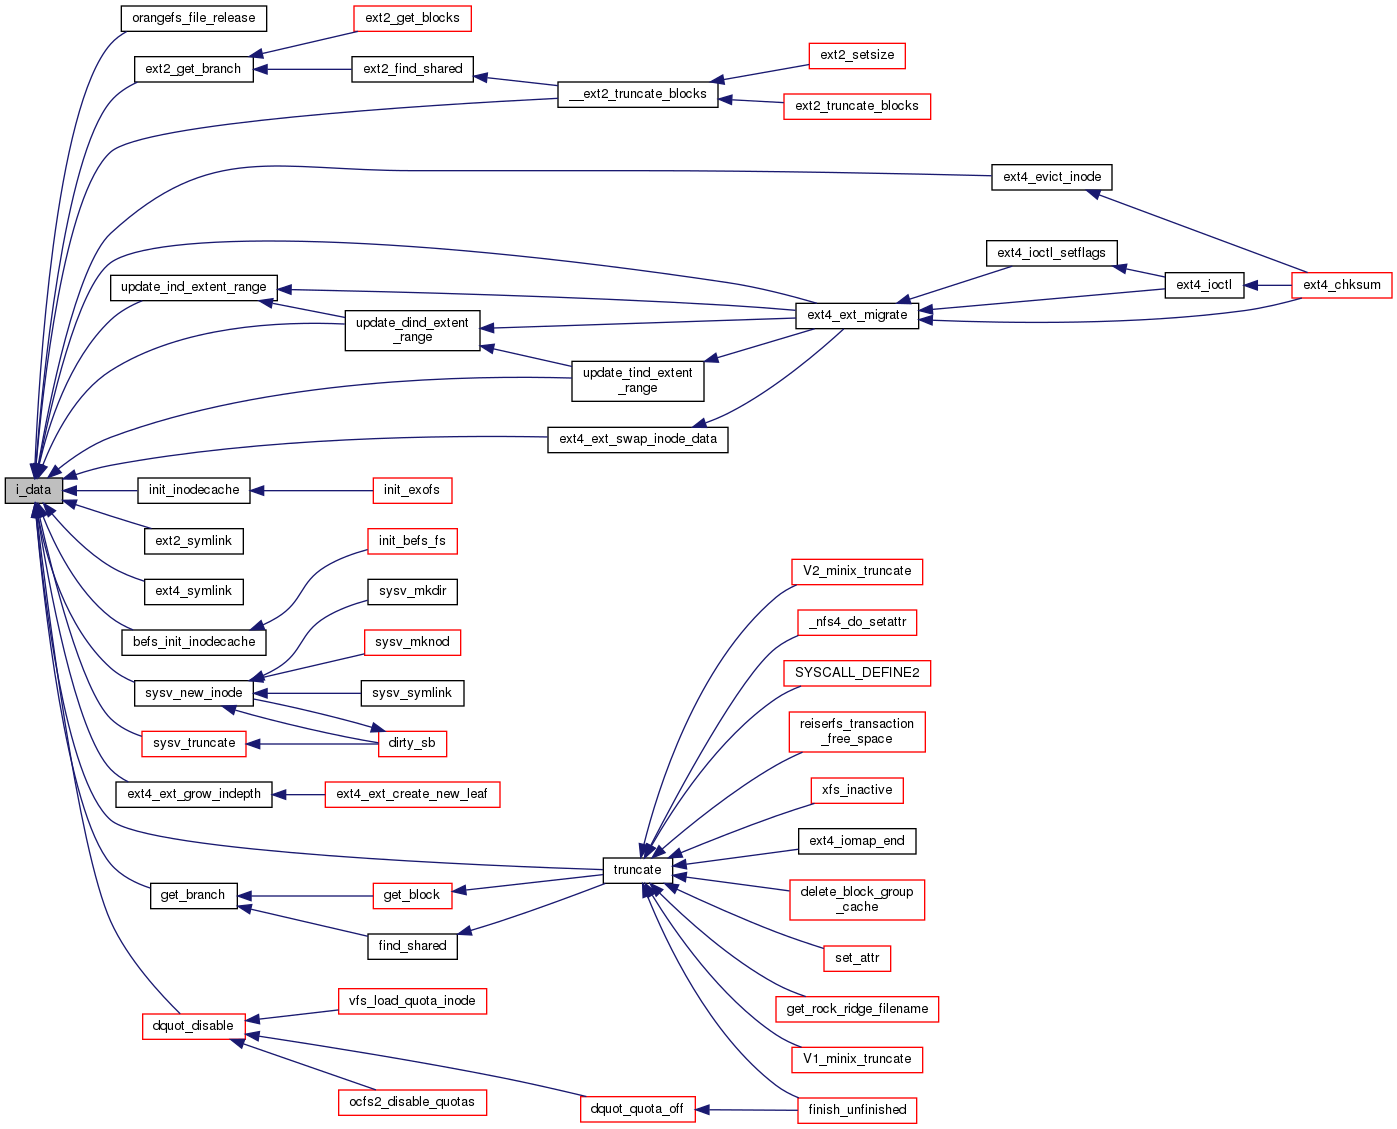 orangefs_file_release
ext2_get_blocks
ext2_get_branch
ext2_find_shared
ext2_setsize
__ext2_truncate_blocks
ext2_truncate_blocks
ext4_evict_inode
ext4_ioctl_setflags
update_ind_extent_range
ext4_ioctl
ext4_chksum
ext4_ext_migrate
update_dind_extent
_range
update_tind_extent
_range
ext4_ext_swap_inode_data
i_data
init_inodecache
init_exofs
ext2_symlink
init_befs_fs
ext4_symlink
sysv_mkdir
befs_init_inodecache
sysv_mknod
sysv_new_inode
sysv_symlink
sysv_truncate
dirty_sb
ext4_ext_grow_indepth
ext4_ext_create_new_leaf
V2_minix_truncate
_nfs4_do_setattr
SYSCALL_DEFINE2
reiserfs_transaction
_free_space
xfs_inactive
ext4_iomap_end
truncate
get_branch
get_block
delete_block_group
_cache
find_shared
set_attr
vfs_load_quota_inode
get_rock_ridge_filename
dquot_disable
V1_minix_truncate
ocfs2_disable_quotas
dquot_quota_off
finish_unfinished